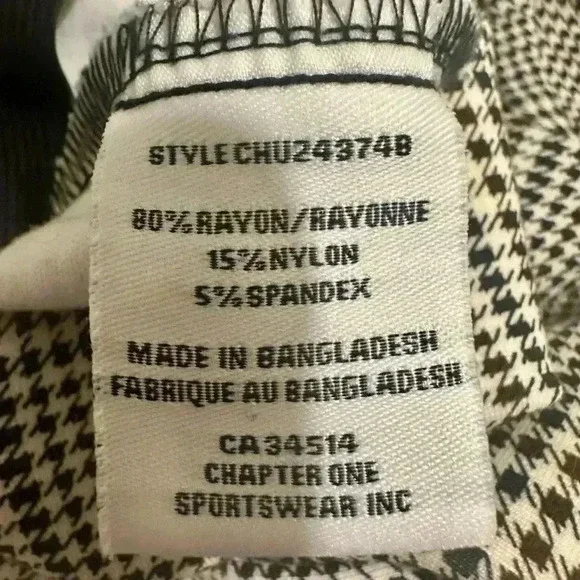 STYLE CHU24374B
80% RAYON/RAYONNE
15% NYLON
5% SPANDEX
MADE IN BANGLADESH
FABRIQUE AU BANGLADESH
CA 34514
CHAPTER ONE
SPORTSWEAR INC